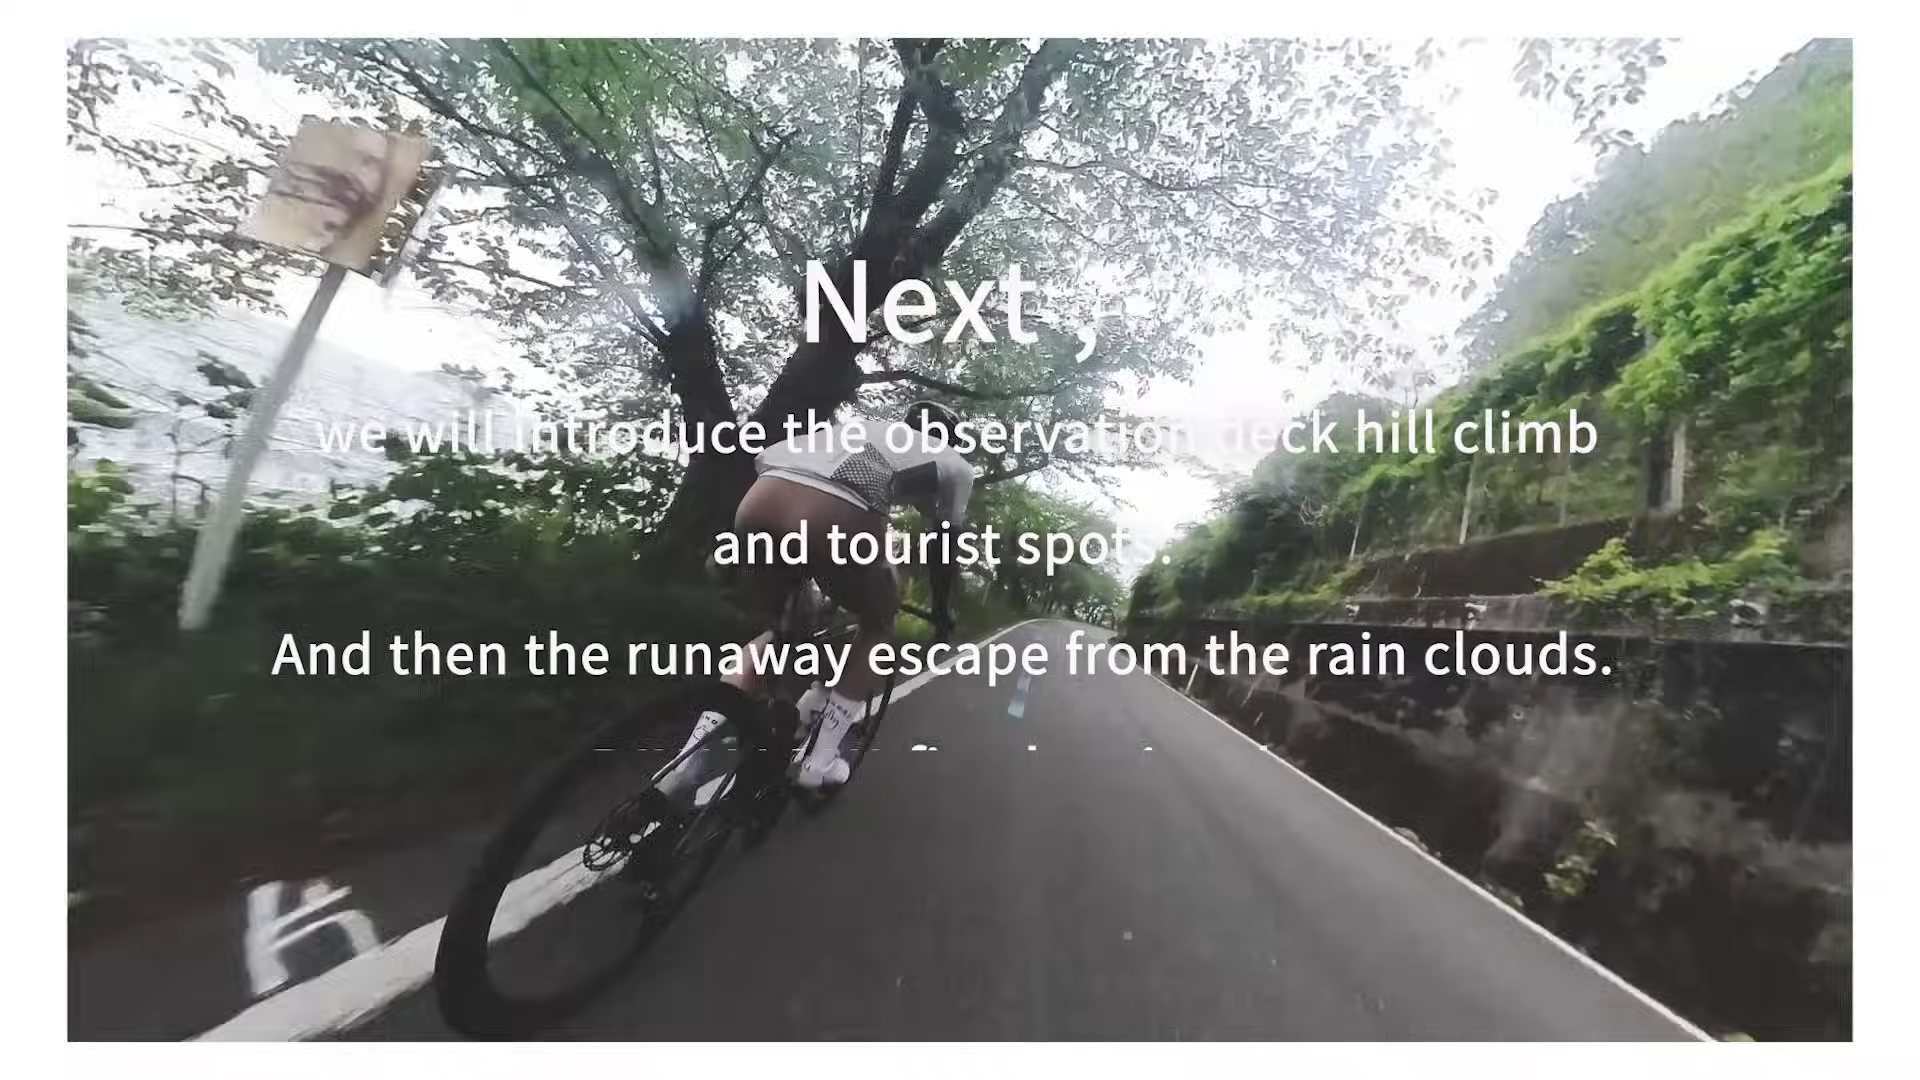 Next ,
we will introduce the observation deck hill climb
and tourist spots.
And then the runaway escape from the rain clouds.